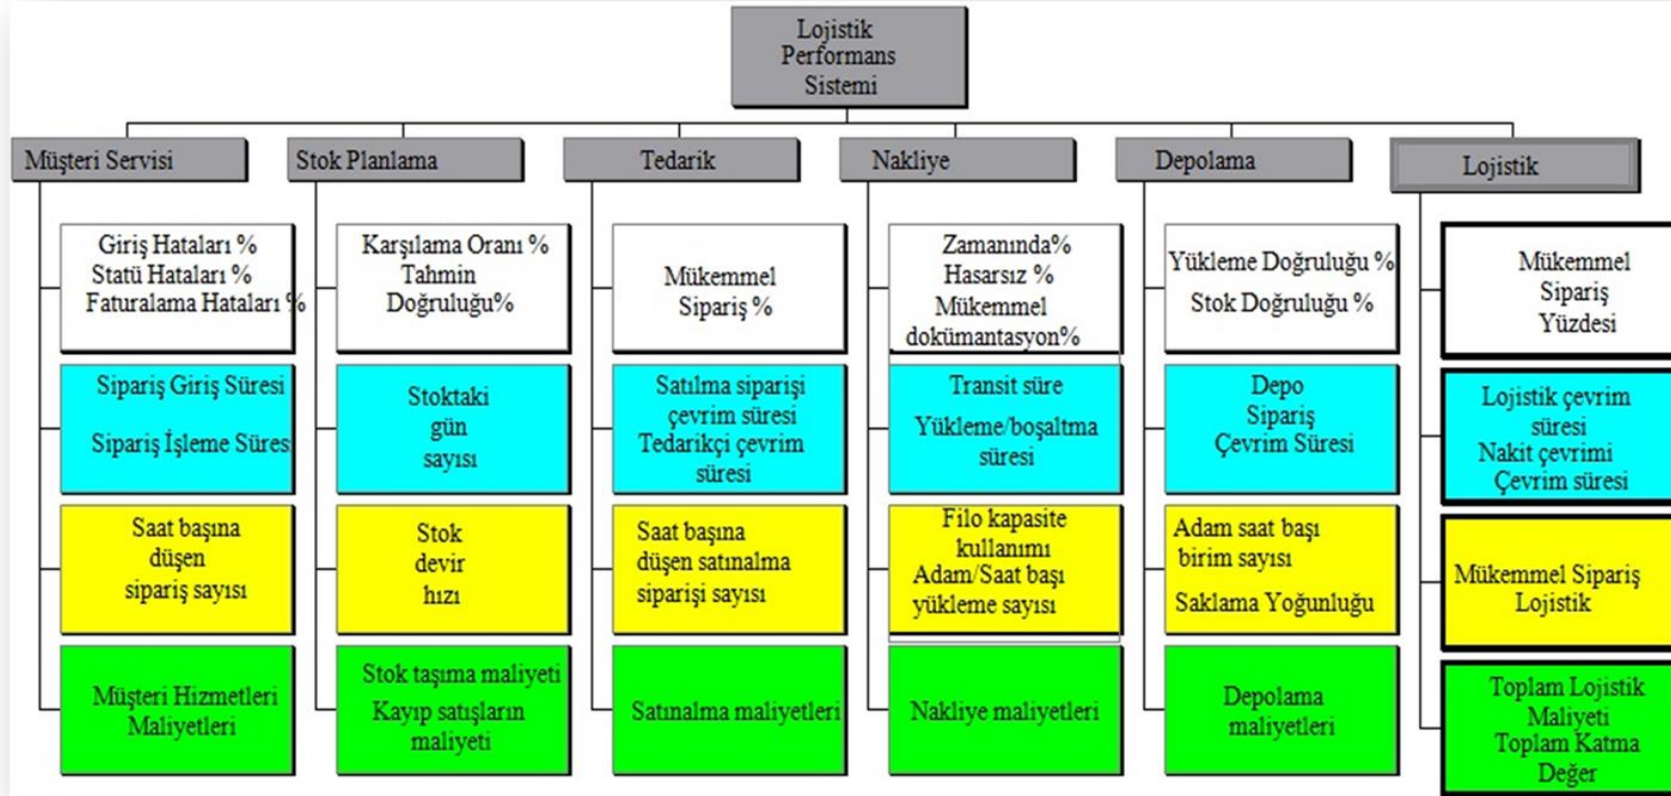 Lojistik
Performans
Sistemi
Müşteri Servisi
Stok Planlama
Tedarik
Nakliye
Depolama
Lojistik
Giriş Hataları %
Statü Hataları %
Faturalama Hataları %
Karşılama Oranı %
Tahmin
Doğruluğu%
Mükemmel
Sipariş %
Zamanında%
Hasarsız %
Mükemmel
dokümantasyon%
Yükleme Doğruluğu %
Stok Doğruluğu %
Mükemmel
Sipariş
Yüzdesi
Sipariş Giriş Süresi
Sipariş İşleme Süresi
Stoktaki
gün
sayısı
Satılma siparişi
çevrim süresi
Tedarikçi çevrim
süresi
Transit süre
Yükleme/boşaltma
süresi
Depo
Sipariş
Çevrim Süresi
Lojistik çevrim
süresi
Nakit çevrimi
Çevrim süresi
Saat başına
düşen
sipariş sayısı
Stok
devir
hızı
Saat başına
düşen satınalma
siparişi sayısı
Filo kapasite
kullanımı
Adam/Saat başı
yükleme sayısı
Adam saat başı
birim sayısı
Saklama Yoğunluğu
Mükemmel Sipariş
Lojistik
Müşteri Hizmetleri
Maliyetleri
Stok taşıma maliyeti
Kayıp satışların
maliyeti
Satınalma maliyetleri
Nakliye maliyetleri
Depolama
maliyetleri
Toplam Lojistik
Maliyeti
Toplam Katma
Değer